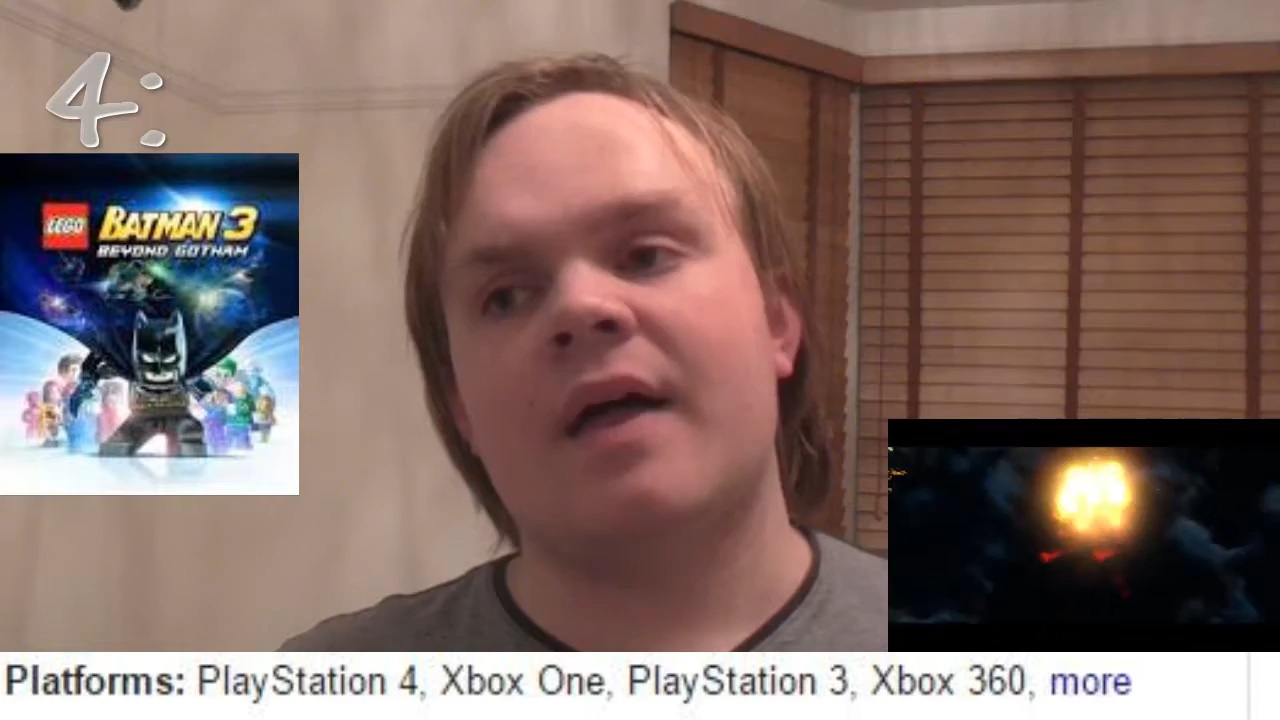 4:
LEGO BATMAN 3
BEYOND GOTHAM
Platforms: PlayStation 4, Xbox One, PlayStation 3, Xbox 360, more